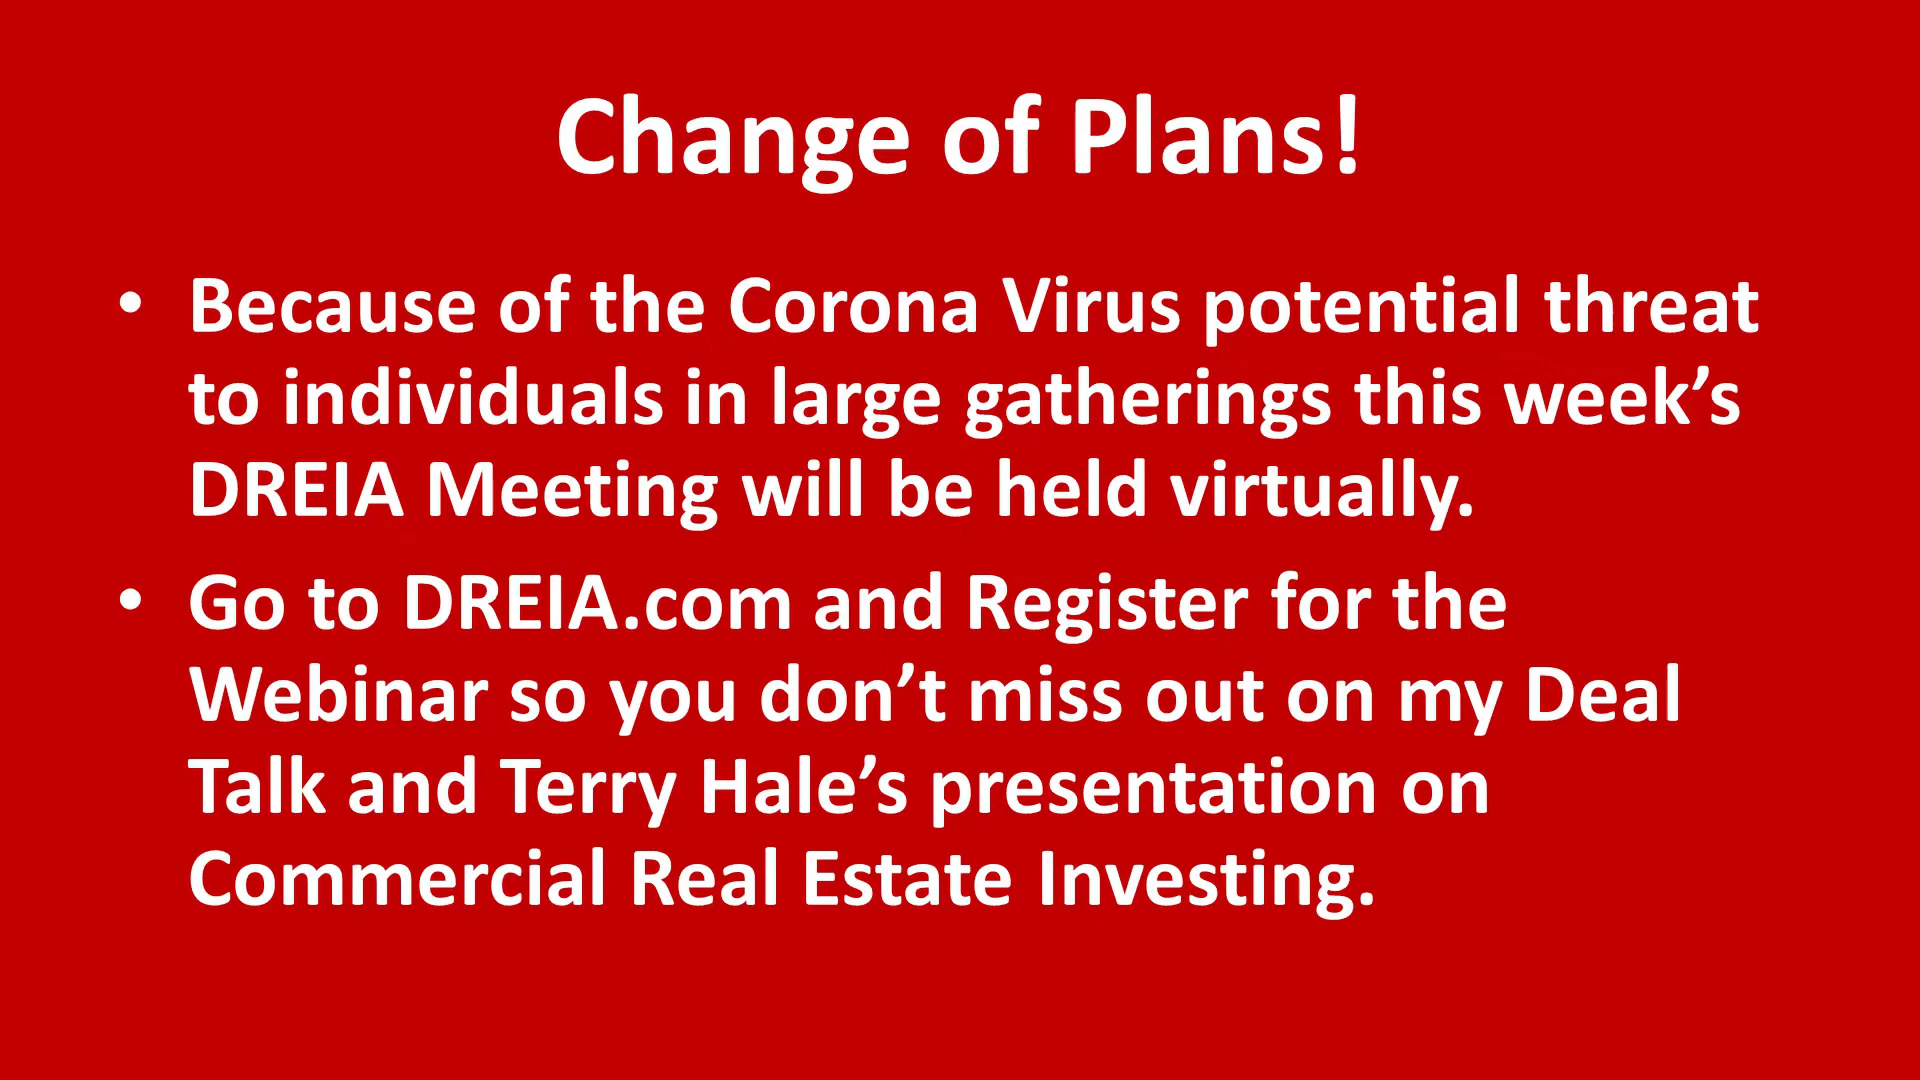 Change of Plans!
• Because of the Corona Virus potential threat
to individuals in large gatherings this week’s
DREIA Meeting will be held virtually.
• Go to DREIA.com and Register for the
Webinar so you don’t miss out on my Deal
Talk and Terry Hale’s presentation on
Commercial Real Estate Investing.